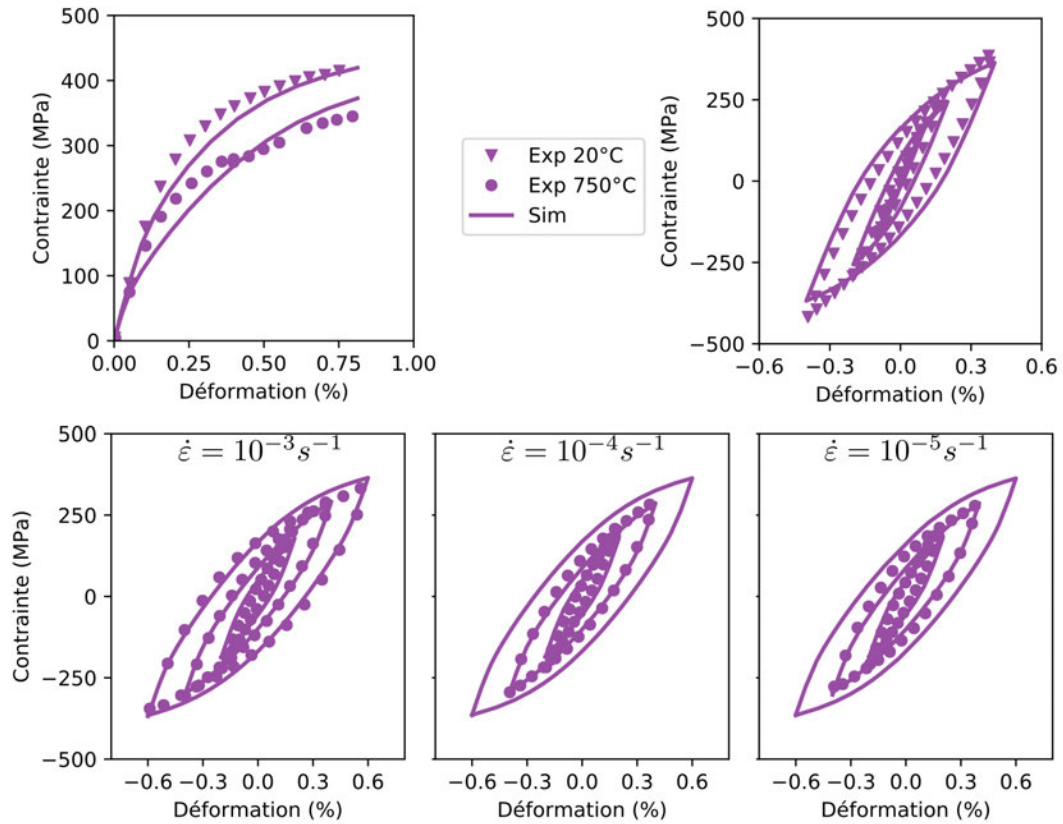 500
400
300
200
100
0
Contrainte (MPa)
0.00 0.25 0.50 0.75 1.00
Déformation (%)
Exp 20°C
Exp 750°C
Sim
500
250
0
−250
−500
Contrainte (MPa)
−0.6 −0.3 0.0 0.3 0.6
Déformation (%)
500
250
0
−250
−500
Contrainte (MPa)
ε̇ = 10⁻³s⁻¹
−0.6 −0.3 0.0 0.3 0.6
Déformation (%)
ε̇ = 10⁻⁴s⁻¹
−0.6 −0.3 0.0 0.3 0.6
Déformation (%)
ε̇ = 10⁻⁵s⁻¹
−0.6 −0.3 0.0 0.3 0.6
Déformation (%)